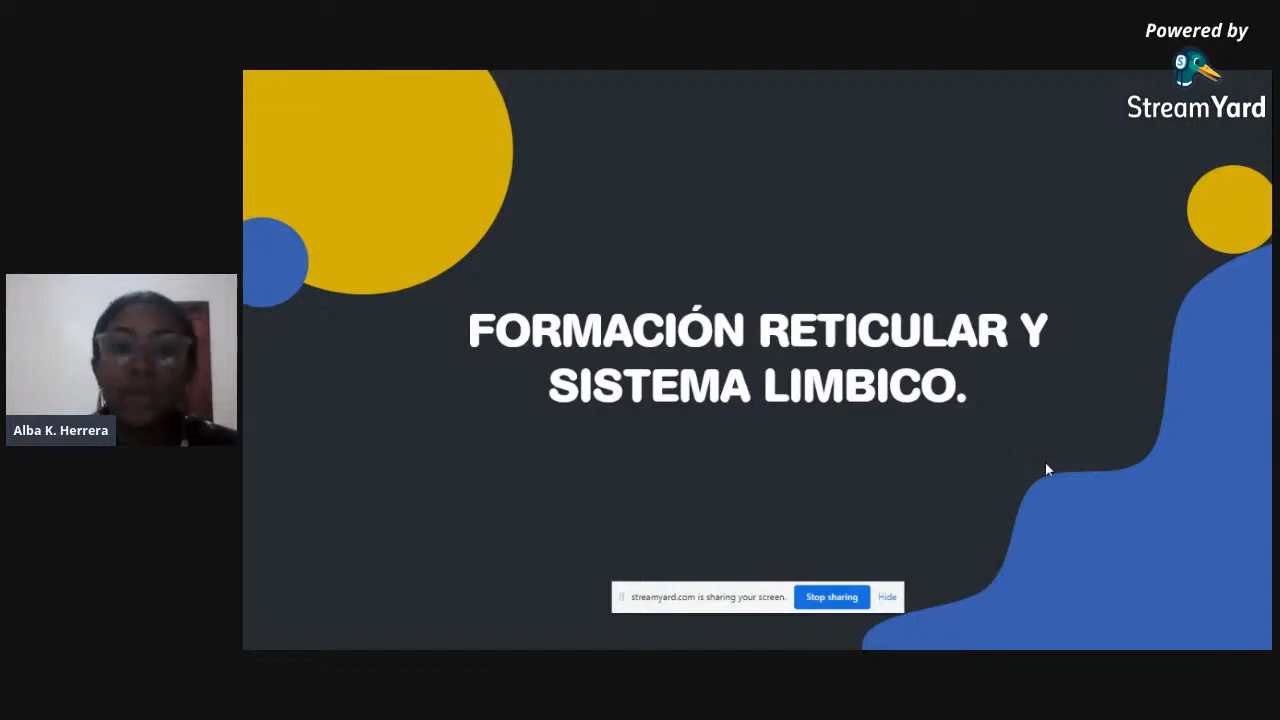 Powered by
StreamYard
FORMACIÓN RETICULAR Y
SISTEMA LIMBICO.
Alba K. Herrera
streamyard.com is sharing your screen.
Stop sharing
Hide